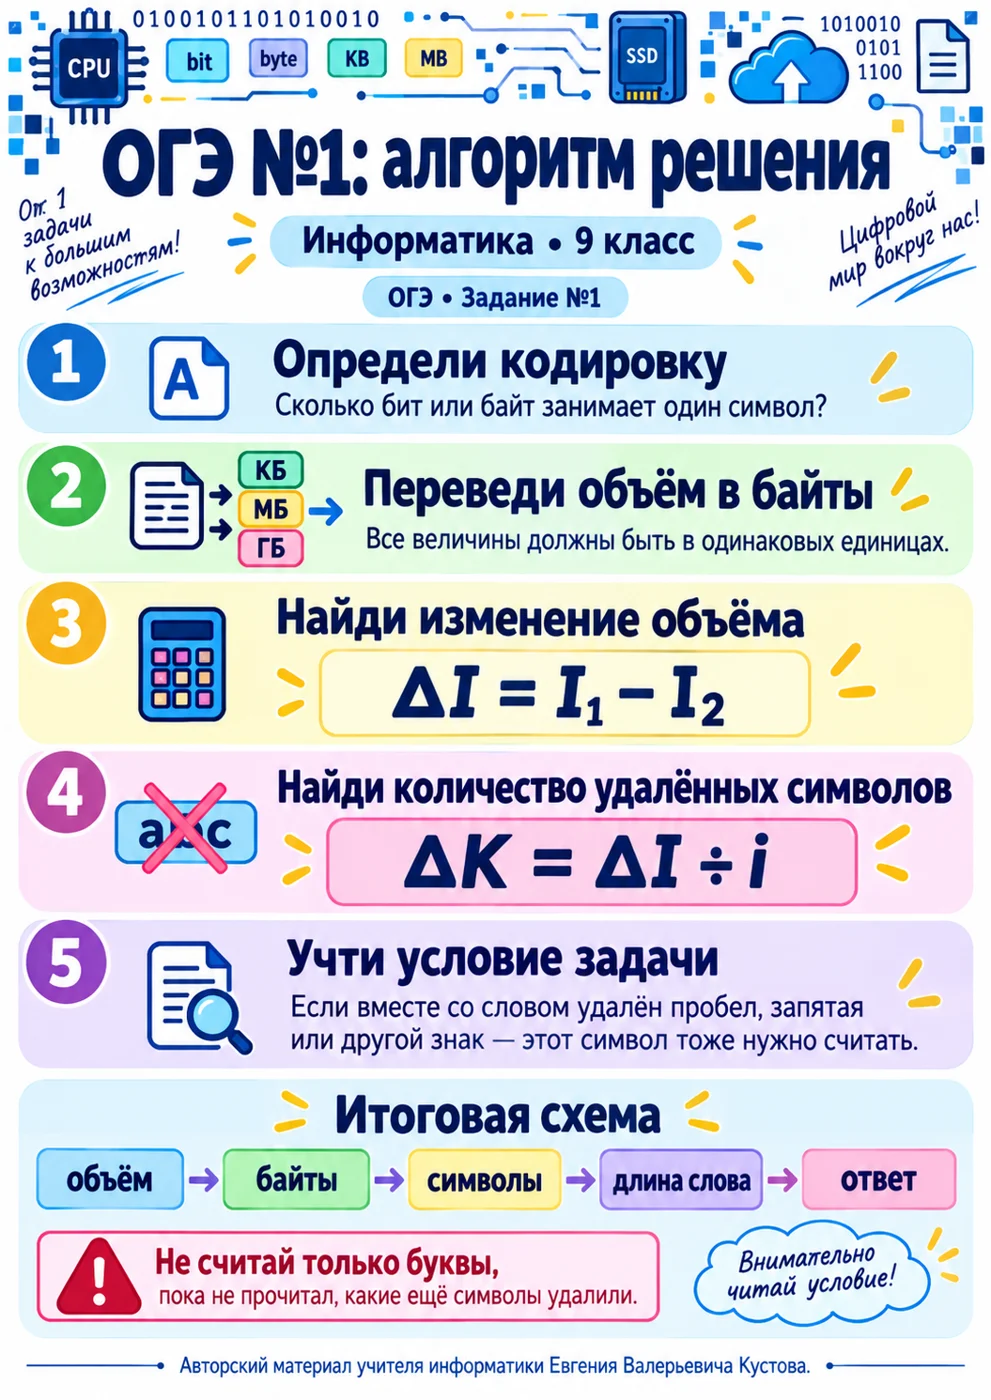 0100101101010010
CPU
bit
byte
KB
MB
SSD
1010010
0101
1100
ОГЭ №1: алгоритм решения
От 1
задачи
к большим
возможностям!
Информатика • 9 класс
Цифровой
мир вокруг нас!
ОГЭ • Задание №1
1
A
Определи кодировку
Сколько бит или байт занимает один символ?
2
КБ
МБ
ГБ
Переведи объём в байты
Все величины должны быть в одинаковых единицах.
3
Найди изменение объёма
ΔI = I₁ − I₂
4
abc
Найди количество удалённых символов
ΔK = ΔI ÷ i
5
Учти условие задачи
Если вместе со словом удалён пробел, запятая
или другой знак — этот символ тоже нужно считать.
Итоговая схема
объём
байты
символы
длина слова
ответ
!
Не считай только буквы,
пока не прочитал, какие ещё символы удалили.
Внимательно
читай условие!
Авторский материал учителя информатики Евгения Валерьевича Кустова.